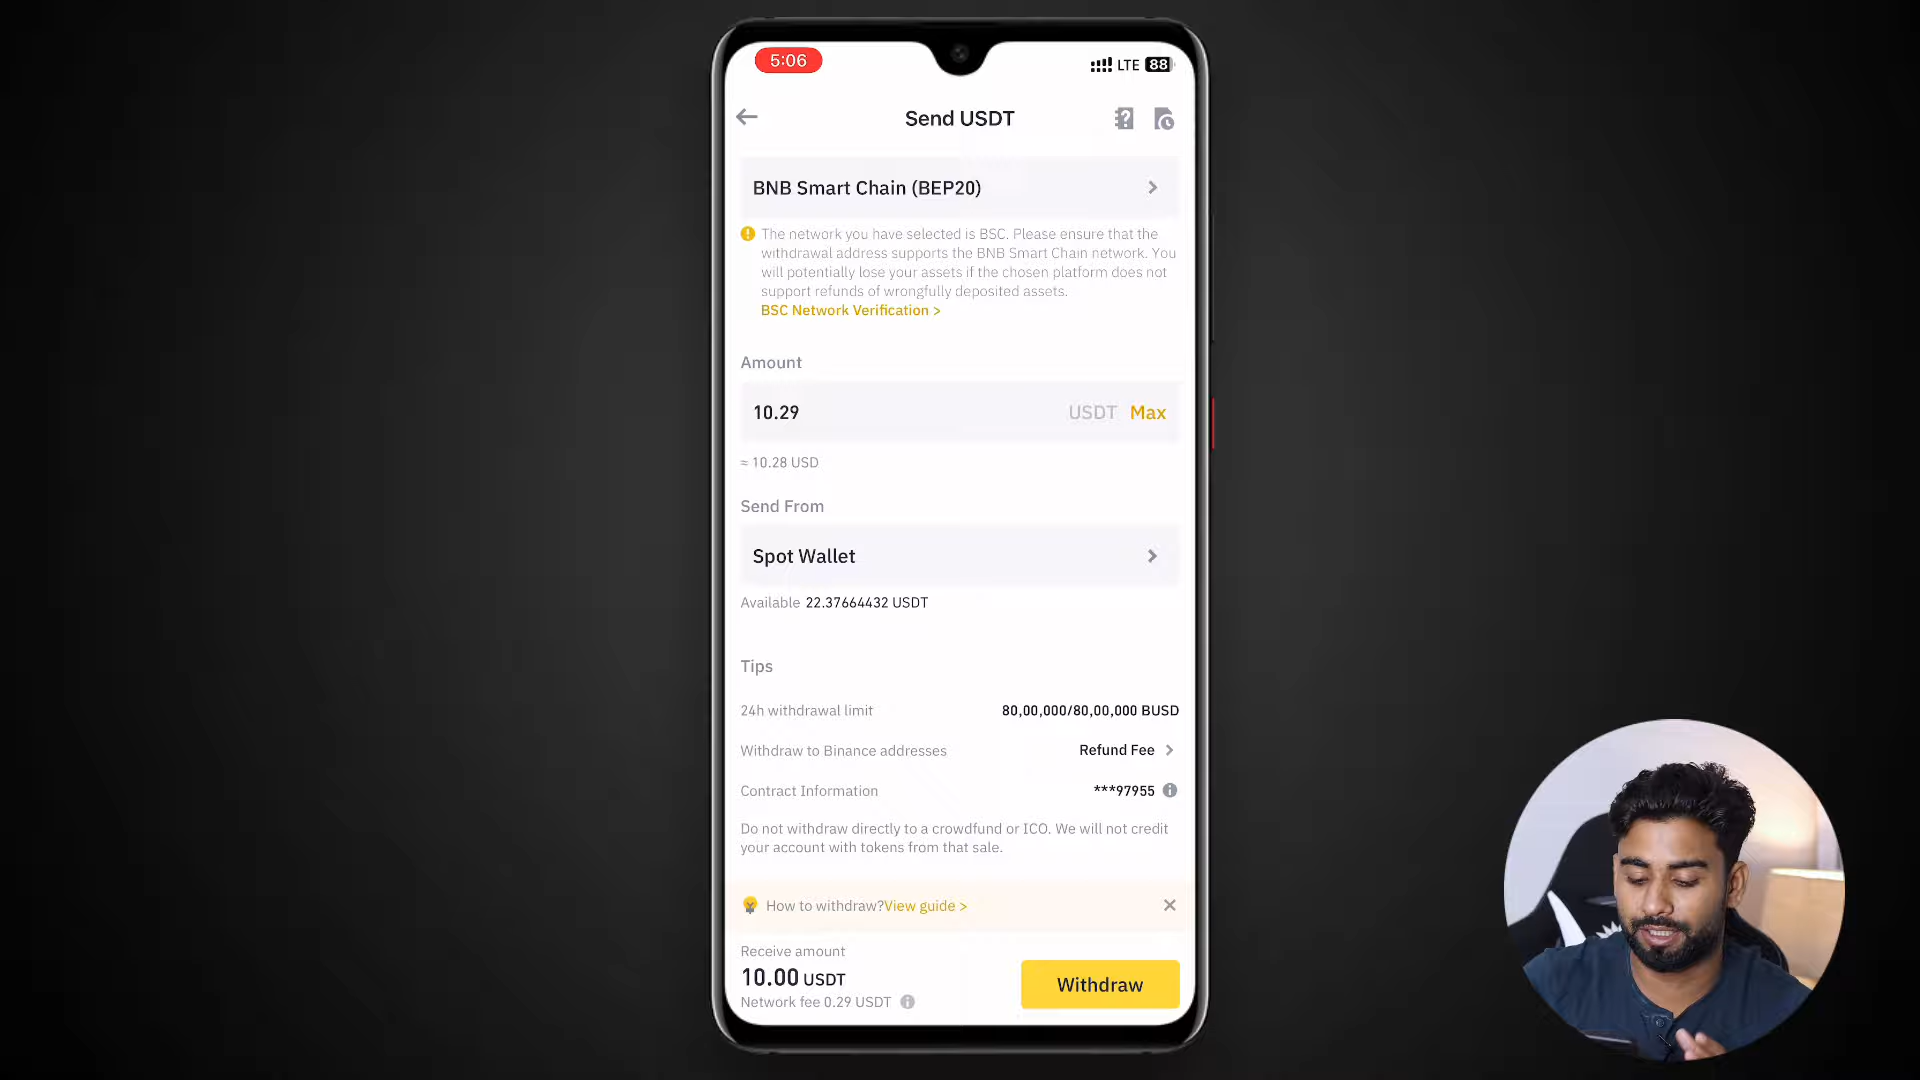 5:06
LTE 88
Send USDT
BNB Smart Chain (BEP20)
The network you have selected is BSC. Please ensure that the
withdrawal address supports the BNB Smart Chain network. You
will potentially lose your assets if the chosen platform does not
support refunds of wrongfully deposited assets.
BSC Network Verification >
Amount
10.29 USDT Max
≈ 10.28 USD
Send From
Spot Wallet
Available 22.37664432 USDT
Tips
24h withdrawal limit 80,00,000/80,00,000 BUSD
Withdraw to Binance addresses Refund Fee
Contract Information ***97955
Do not withdraw directly to a crowdfund or ICO. We will not credit
your account with tokens from that sale.
How to withdraw?View guide >
Receive amount
10.00 USDT
Network fee 0.29 USDT
Withdraw